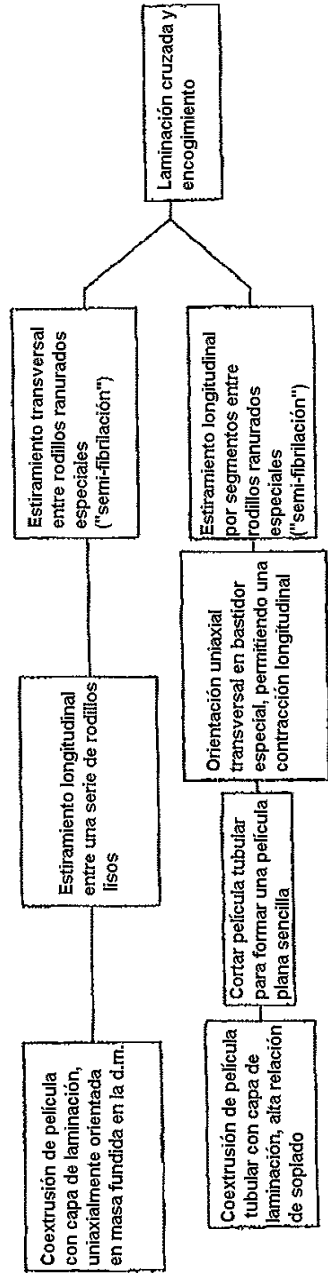 Coextrusión de película
con capa de laminación,
uniaxialmente orientada
en masa fundida en la d.m.
Estiramiento longitudinal
entre una serie de rodillos
lisos
Estiramiento transversal
entre rodillos ranurados
especiales
("semi-fibrilación")
Coextrusión de película
tubular con capa de
laminación, alta relación
de soplado
Cortar película tubular
para formar una película
plana sencilla
Orientación uniaxial
transversal en bastidor
especial, permitiendo una
contracción longitudinal
Estiramiento longitudinal
por segmentos entre
rodillos ranurados
especiales
("semi-fibrilación")
Laminación cruzada y
encogimiento